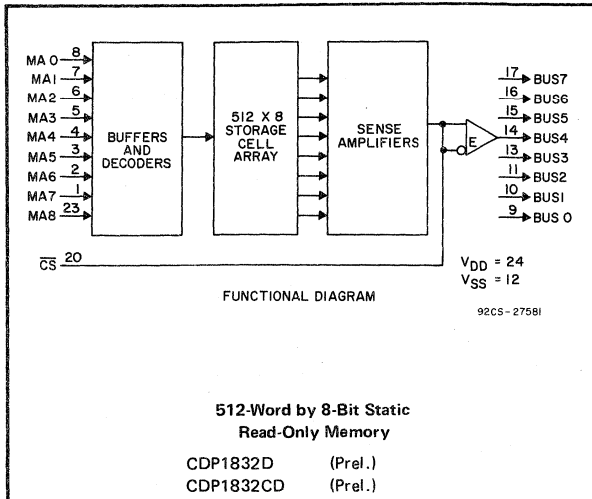 MA 0 8
MA1 7
MA2 6
MA3 5
MA4 4
MA5 3
MA6 2
MA7 1
MA8 23
C̅S̅ 20
BUFFERS
AND
DECODERS
512 X 8
STORAGE
CELL
ARRAY
SENSE
AMPLIFIERS
E
17 BUS7
16 BUS6
15 BUS5
14 BUS4
13 BUS3
11 BUS2
10 BUS1
9 BUS 0
VDD = 24
VSS = 12
FUNCTIONAL DIAGRAM
92CS-27581
512-Word by 8-Bit Static
Read-Only Memory
CDP1832D (Prel.)
CDP1832CD (Prel.)